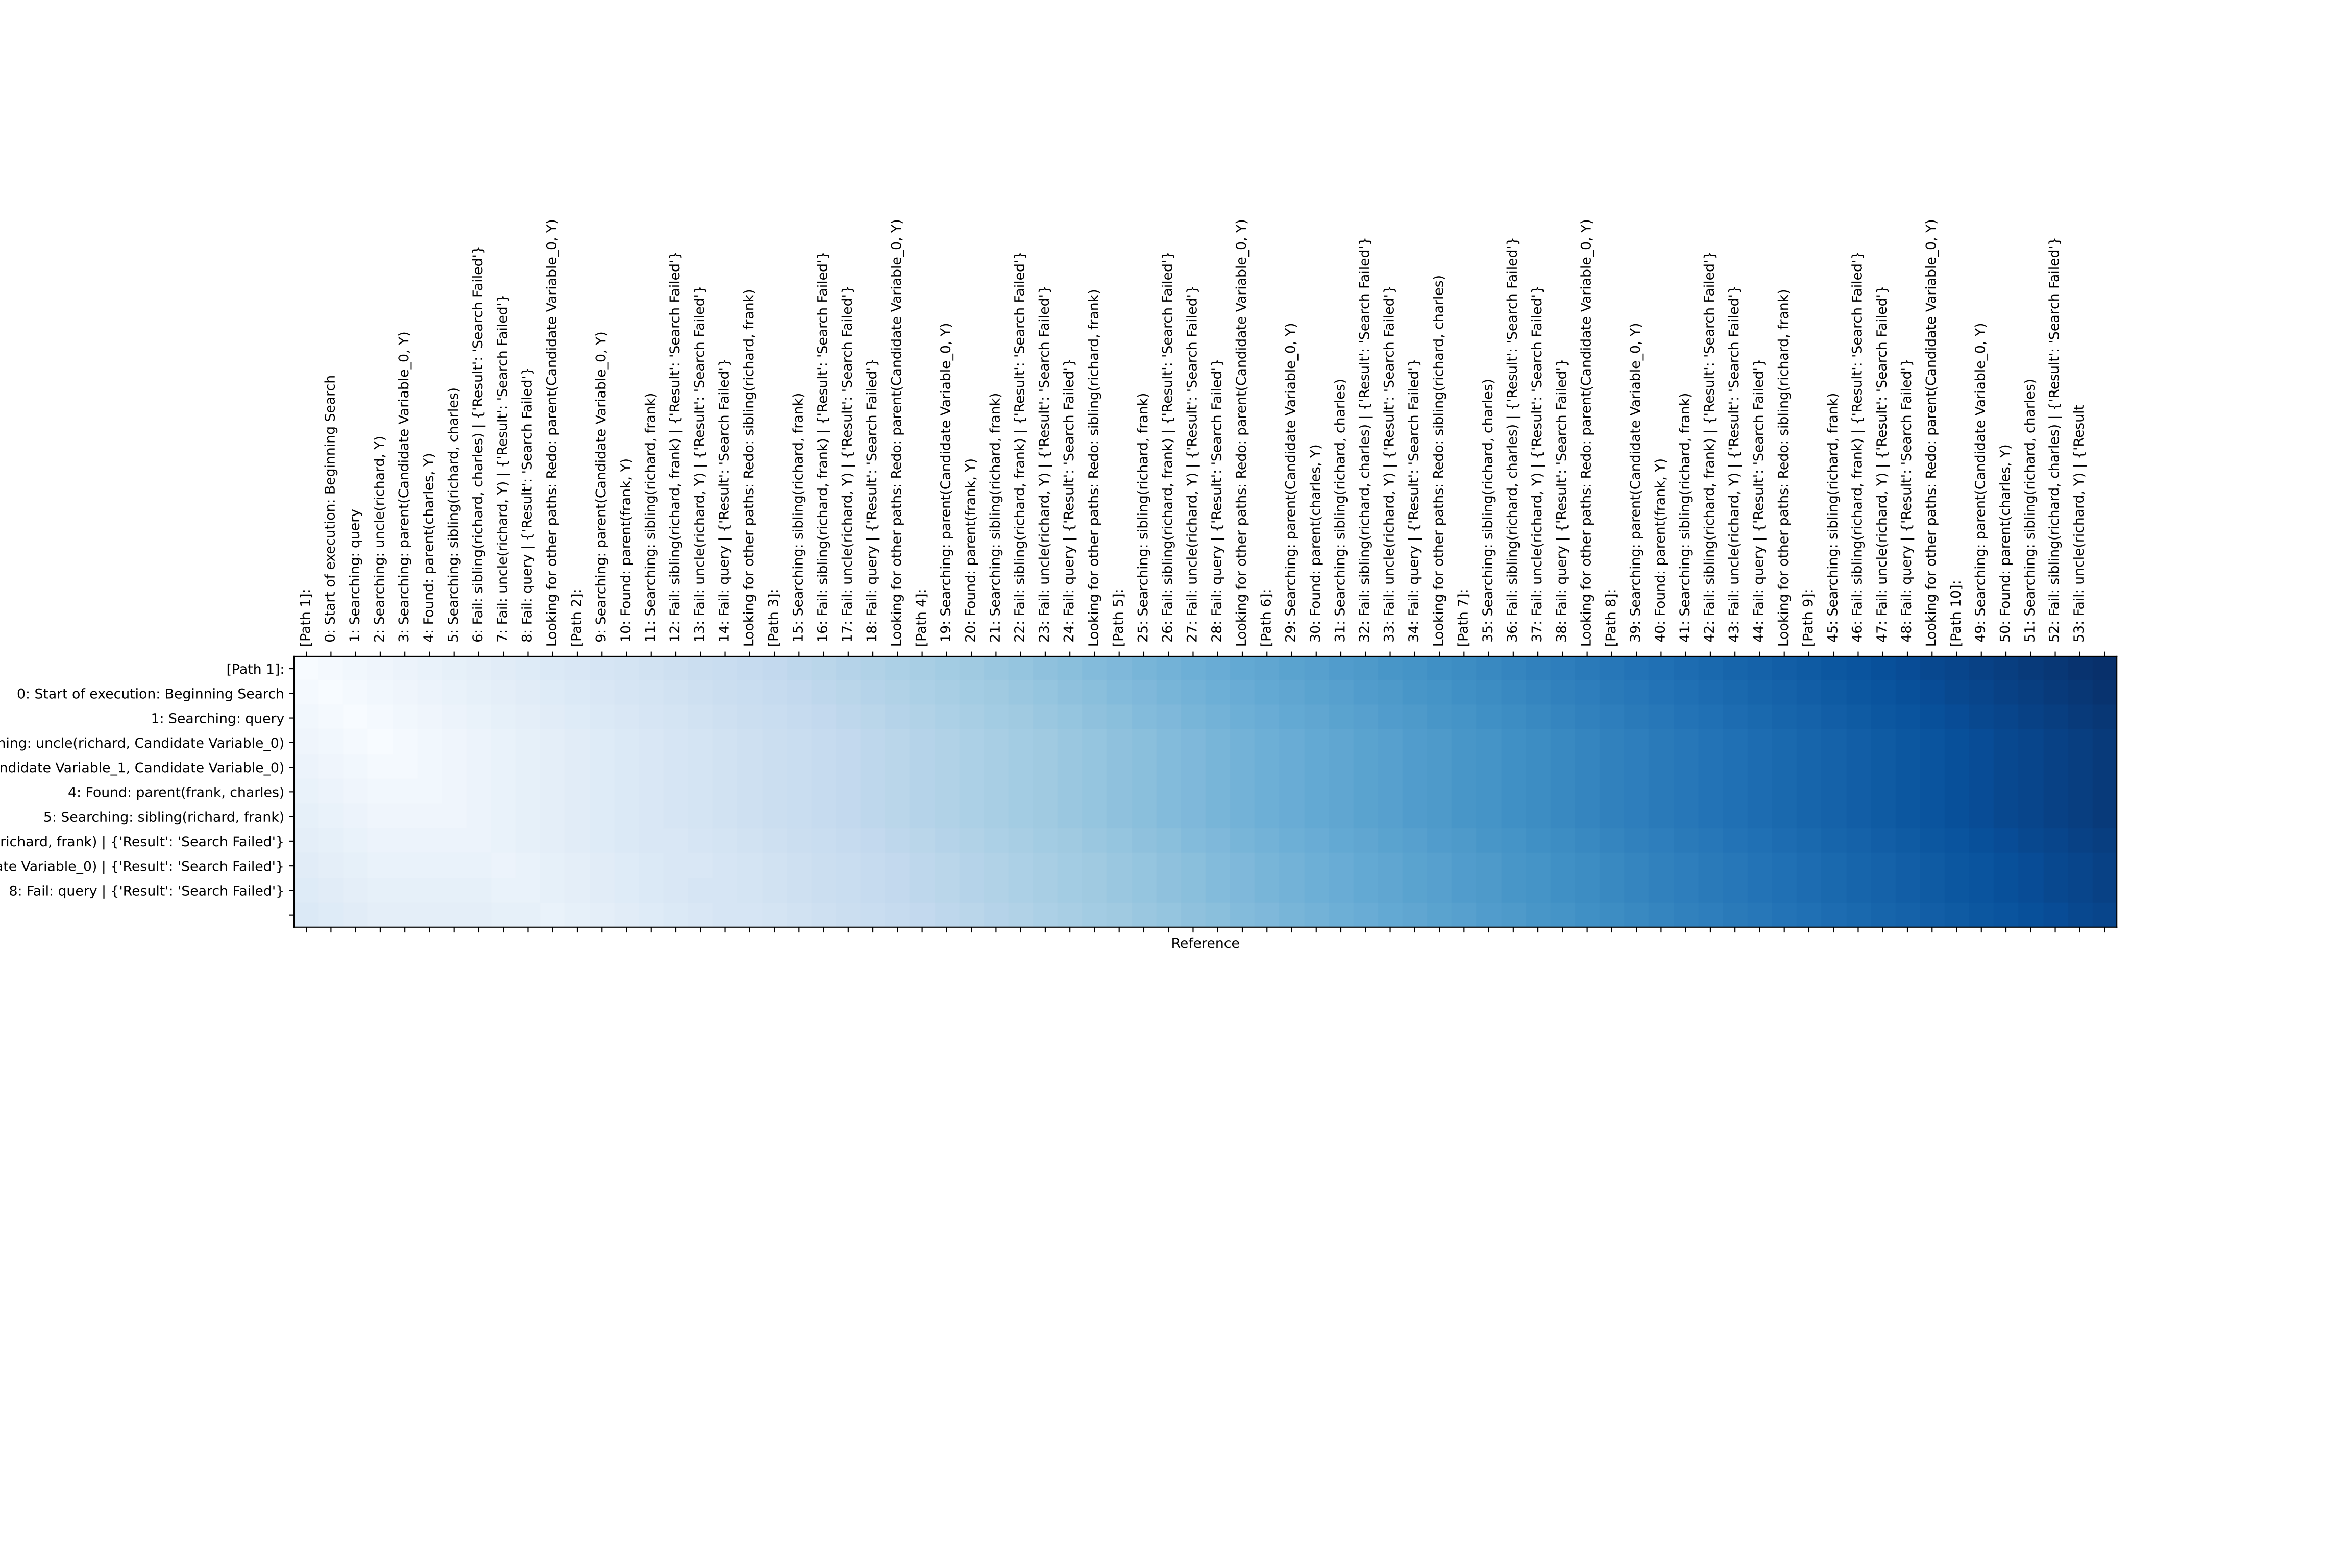 [Path 1]:
0: Start of execution: Beginning Search
1: Searching: query
2: Searching: uncle(richard, Y)
3: Searching: parent(Candidate Variable_0, Y)
4: Found: parent(charles, Y)
5: Searching: sibling(richard, charles)
6: Fail: sibling(richard, charles) | {'Result': 'Search Failed'}
7: Fail: uncle(richard, Y) | {'Result': 'Search Failed'}
8: Fail: query | {'Result': 'Search Failed'}
Looking for other paths: Redo: parent(Candidate Variable_0, Y)
[Path 2]:
9: Searching: parent(Candidate Variable_0, Y)
10: Found: parent(frank, Y)
11: Searching: sibling(richard, frank)
12: Fail: sibling(richard, frank) | {'Result': 'Search Failed'}
13: Fail: uncle(richard, Y) | {'Result': 'Search Failed'}
14: Fail: query | {'Result': 'Search Failed'}
Looking for other paths: Redo: sibling(richard, frank)
[Path 3]:
15: Searching: sibling(richard, frank)
16: Fail: sibling(richard, frank) | {'Result': 'Search Failed'}
17: Fail: uncle(richard, Y) | {'Result': 'Search Failed'}
18: Fail: query | {'Result': 'Search Failed'}
Looking for other paths: Redo: parent(Candidate Variable_0, Y)
[Path 4]:
19: Searching: parent(Candidate Variable_0, Y)
20: Found: parent(frank, Y)
21: Searching: sibling(richard, frank)
22: Fail: sibling(richard, frank) | {'Result': 'Search Failed'}
23: Fail: uncle(richard, Y) | {'Result': 'Search Failed'}
24: Fail: query | {'Result': 'Search Failed'}
Looking for other paths: Redo: sibling(richard, frank)
[Path 5]:
25: Searching: sibling(richard, frank)
26: Fail: sibling(richard, frank) | {'Result': 'Search Failed'}
27: Fail: uncle(richard, Y) | {'Result': 'Search Failed'}
28: Fail: query | {'Result': 'Search Failed'}
Looking for other paths: Redo: parent(Candidate Variable_0, Y)
[Path 6]:
29: Searching: parent(Candidate Variable_0, Y)
30: Found: parent(charles, Y)
31: Searching: sibling(richard, charles)
32: Fail: sibling(richard, charles) | {'Result': 'Search Failed'}
33: Fail: uncle(richard, Y) | {'Result': 'Search Failed'}
34: Fail: query | {'Result': 'Search Failed'}
Looking for other paths: Redo: sibling(richard, charles)
[Path 7]:
35: Searching: sibling(richard, charles)
36: Fail: sibling(richard, charles) | {'Result': 'Search Failed'}
37: Fail: uncle(richard, Y) | {'Result': 'Search Failed'}
38: Fail: query | {'Result': 'Search Failed'}
Looking for other paths: Redo: parent(Candidate Variable_0, Y)
[Path 8]:
39: Searching: parent(Candidate Variable_0, Y)
40: Found: parent(frank, Y)
41: Searching: sibling(richard, frank)
42: Fail: sibling(richard, frank) | {'Result': 'Search Failed'}
43: Fail: uncle(richard, Y) | {'Result': 'Search Failed'}
44: Fail: query | {'Result': 'Search Failed'}
Looking for other paths: Redo: sibling(richard, frank)
[Path 9]:
45: Searching: sibling(richard, frank)
46: Fail: sibling(richard, frank) | {'Result': 'Search Failed'}
47: Fail: uncle(richard, Y) | {'Result': 'Search Failed'}
48: Fail: query | {'Result': 'Search Failed'}
Looking for other paths: Redo: parent(Candidate Variable_0, Y)
[Path 10]:
49: Searching: parent(Candidate Variable_0, Y)
50: Found: parent(charles, Y)
51: Searching: sibling(richard, charles)
52: Fail: sibling(richard, charles) | {'Result': 'Search Failed'}
53: Fail: uncle(richard, Y) | {'Result
[Path 1]:
0: Start of execution: Beginning Search
1: Searching: query
hing: uncle(richard, Candidate Variable_0)
ndidate Variable_1, Candidate Variable_0)
4: Found: parent(frank, charles)
5: Searching: sibling(richard, frank)
richard, frank) | {'Result': 'Search Failed'}
ate Variable_0) | {'Result': 'Search Failed'}
8: Fail: query | {'Result': 'Search Failed'}
Reference